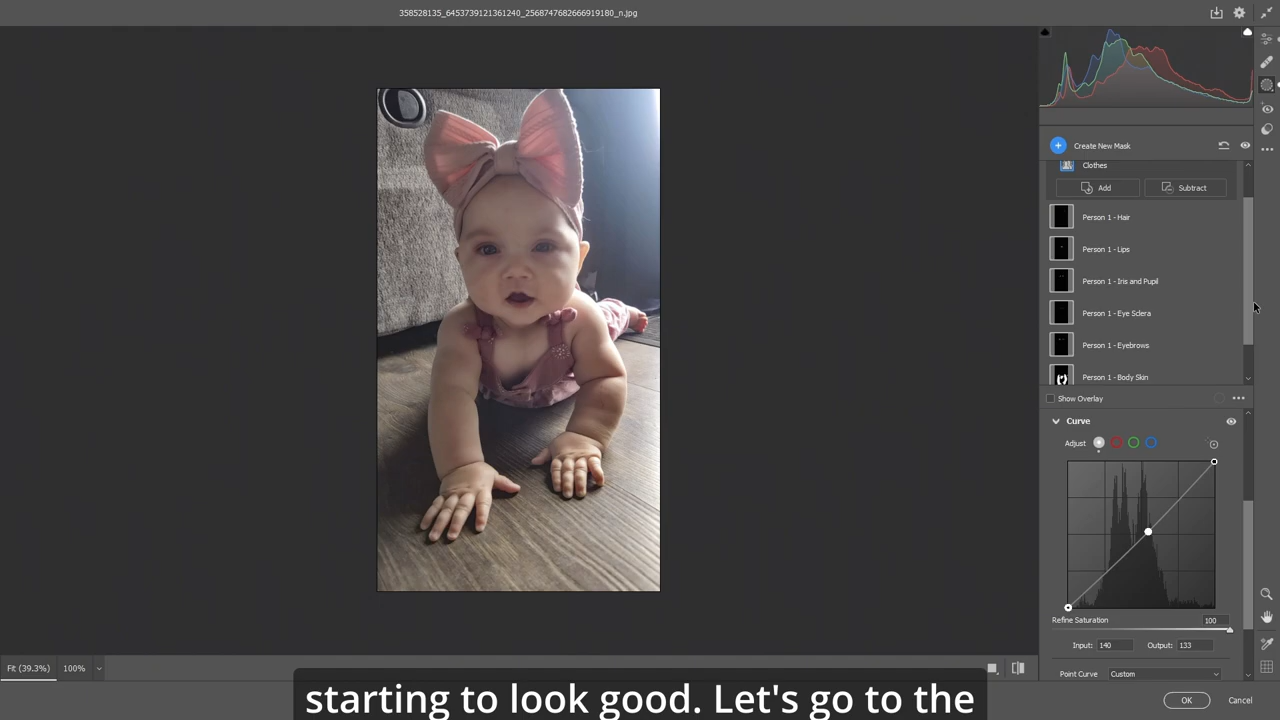 358528135_6453739121361240_2568747682666919180_n.jpg
Create New Mask
Clothes
Add Subtract
Person 1 - Hair
Person 1 - Lips
Person 1 - Iris and Pupil
Person 1 - Eye Sclera
Person 1 - Eyebrows
Person 1 - Body Skin
Show Overlay
Curve
Adjust
Refine Saturation 100
Input: 140 Output: 133
Point Curve: Custom
Fit (39.3%) 100%
starting to look good. Let's go to the
OK Cancel